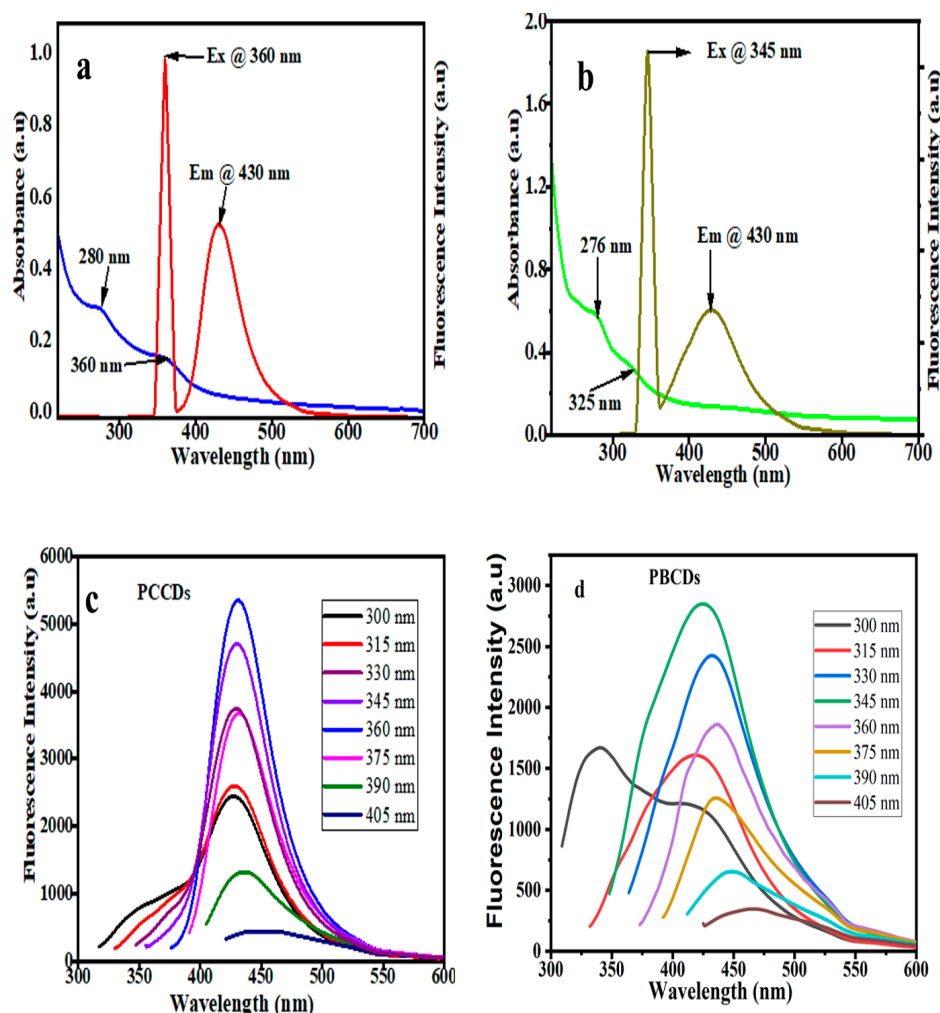 a
Ex @ 360 nm
Em @ 430 nm
280 nm
360 nm
1.0
0.8
0.6
0.4
0.2
0.0
300 400 500 600 700
Wavelength (nm)
Absorbance (a.u)
Fluorescence Intensity (a.u)
b
Ex @ 345 nm
Em @ 430 nm
276 nm
325 nm
2.0
1.6
1.2
0.8
0.4
0.0
300 400 500 600 700
Wavelength (nm)
Absorbance (a.u)
Fluorescence Intensity (a.u)
c
PCCDs
300 nm
315 nm
330 nm
345 nm
360 nm
375 nm
390 nm
405 nm
6000
5000
4000
3000
2000
1000
0
300 350 400 450 500 550 600
Wavelength (nm)
Fluorescence Intensity (a.u)
d
PBCDs
300 nm
315 nm
330 nm
345 nm
360 nm
375 nm
390 nm
405 nm
3000
2500
2000
1500
1000
500
0
300 350 400 450 500 550 600
Wavelength (nm)
Fluorescence Intensity (a.u)